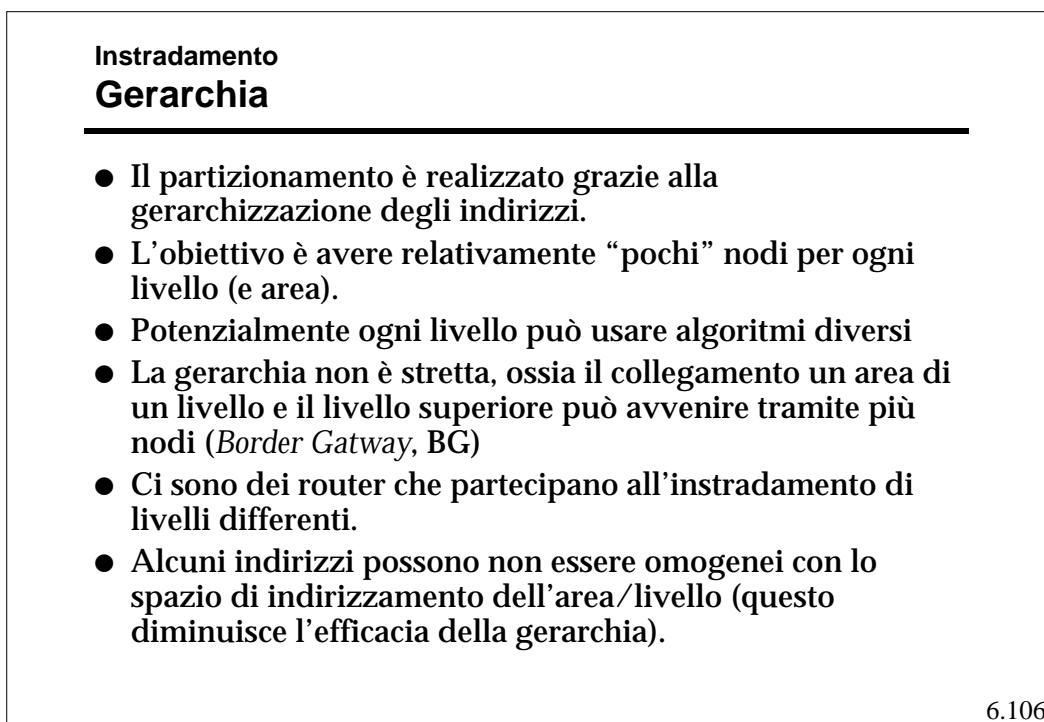 Instradamento
Gerarchia
● Il partizionamento è realizzato grazie alla
gerarchizzazione degli indirizzi.
● L'obiettivo è avere relativamente “pochi” nodi per ogni
livello (e area).
● Potenzialmente ogni livello può usare algoritmi diversi
● La gerarchia non è stretta, ossia il collegamento un area di
un livello e il livello superiore può avvenire tramite più
nodi (Border Gatway, BG)
● Ci sono dei router che partecipano all'instradamento di
livelli differenti.
● Alcuni indirizzi possono non essere omogenei con lo
spazio di indirizzamento dell'area/livello (questo
diminuisce l'efficacia della gerarchia).
6.106